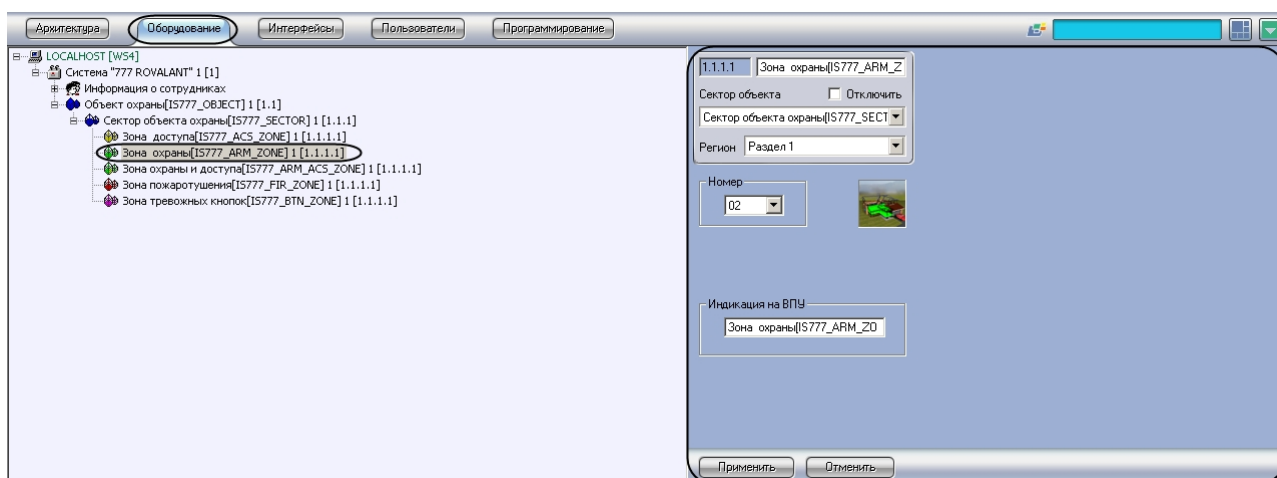 Архитектура Оборудование Интерфейсы Пользователи Программирование
LOCALHOST [WS4]
Система "777 ROVALANT" 1 [1]
Информация о сотрудниках
Объект охраны[IS777_OBJECT] 1 [1.1]
Сектор объекта охраны[IS777_SECTOR] 1 [1.1.1]
Зона доступа[IS777_ACS_ZONE] 1 [1.1.1.1]
Зона охраны[IS777_ARM_ZONE] 1 [1.1.1.1]
Зона охраны и доступа[IS777_ARM_ACS_ZONE] 1 [1.1.1.1]
Зона пожаротушения[IS777_FIR_ZONE] 1 [1.1.1.1]
Зона тревожных кнопок[IS777_BTN_ZONE] 1 [1.1.1.1]
1.1.1.1 Зона охраны[IS777_ARM_Z
Сектор объекта Отключить
Сектор объекта охраны[IS777_SECT
Регион Раздел 1
Номер
02
Индикация на ВПУ
Зона охраны[IS777_ARM_ZO
Применить Отменить